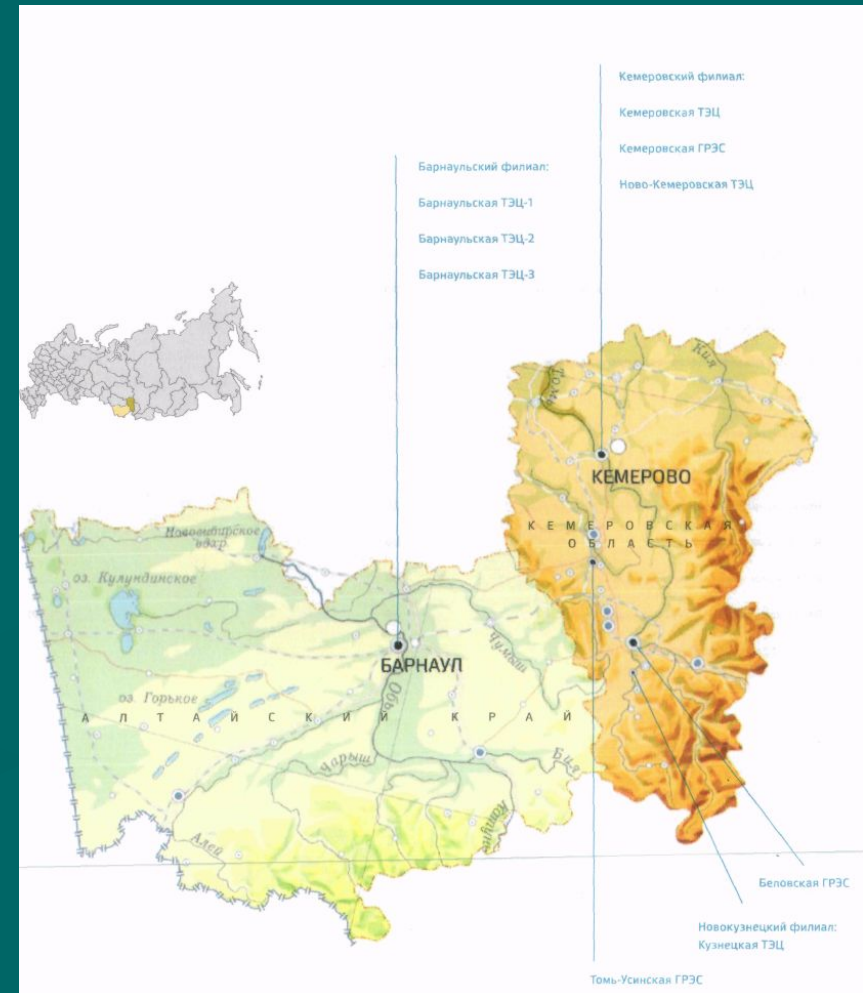 Кемеровский филиал:
Кемеровская ТЭЦ
Кемеровская ГРЭС
Ново-Кемеровская ТЭЦ
Барнаульский филиал:
Барнаульская ТЭЦ-1
Барнаульская ТЭЦ-2
Барнаульская ТЭЦ-3
Кия
Томь
КЕМЕРОВО
КЕМЕРОВСКАЯ
ОБЛАСТЬ
Новосибирское
вдхр.
оз. Кулундинское
Чумыш
БАРНАУЛ
Обь
оз. Горькое
АЛТАЙСКИЙ КРАЙ
Чарыш
Бия
Катунь
Алей
Беловская ГРЭС
Новокузнецкий филиал:
Кузнецкая ТЭЦ
Томь-Усинская ГРЭС